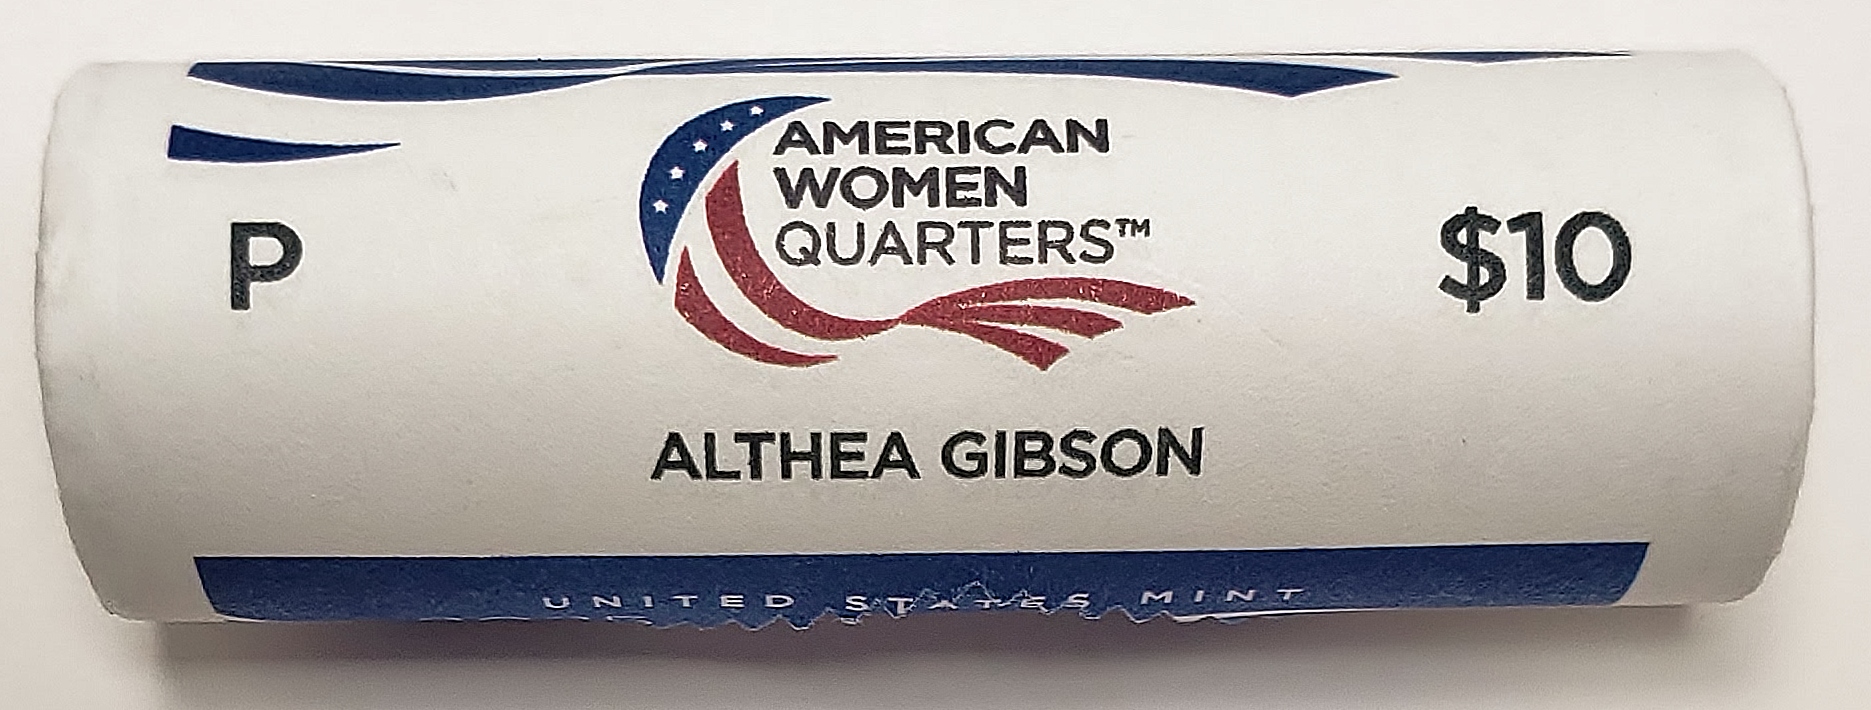 AMERICAN
WOMEN
QUARTERS™
P
$10
ALTHEA GIBSON
UNITED STATES MINT